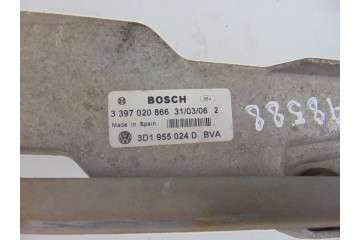 BOSCH
3 397 020 866 31/03/06 2
Made in Spain
3D1 955 024 D BVA
98588